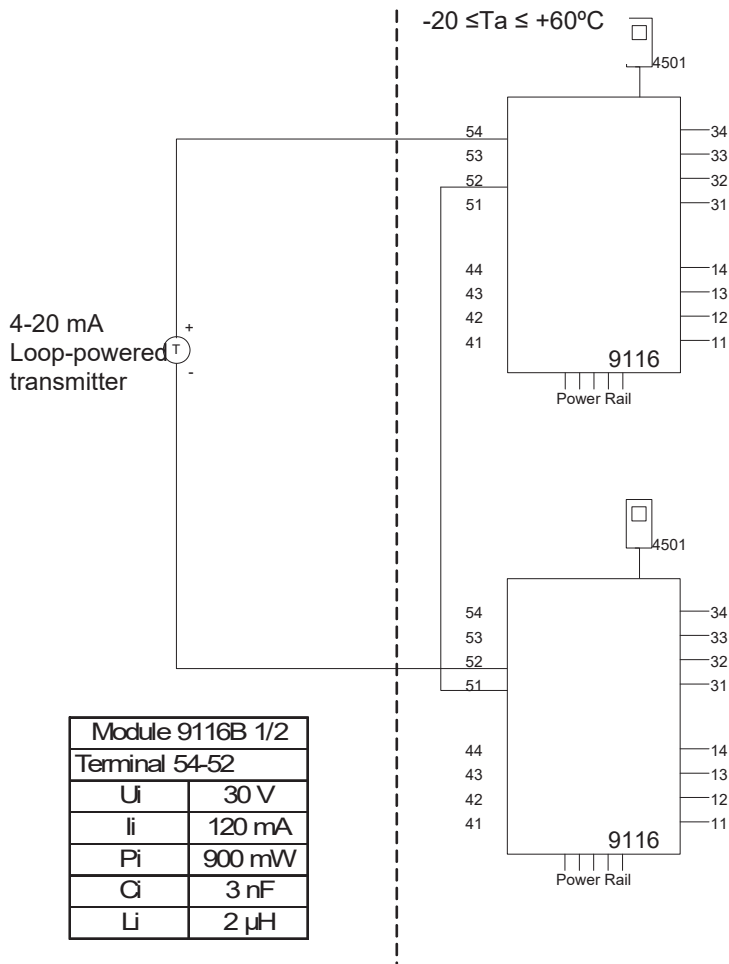 -20 ≤Ta ≤ +60ºC
4501
54
53
52
51
44
43
42
41
34
33
32
31
14
13
12
11
9116
Power Rail
4-20 mA
Loop-powered
transmitter
+
T
-
4501
54
53
52
51
44
43
42
41
34
33
32
31
14
13
12
11
9116
Power Rail
Module 9116B 1/2
Terminal 54-52
Ui 30 V
Ii 120 mA
Pi 900 mW
Ci 3 nF
Li 2 µH